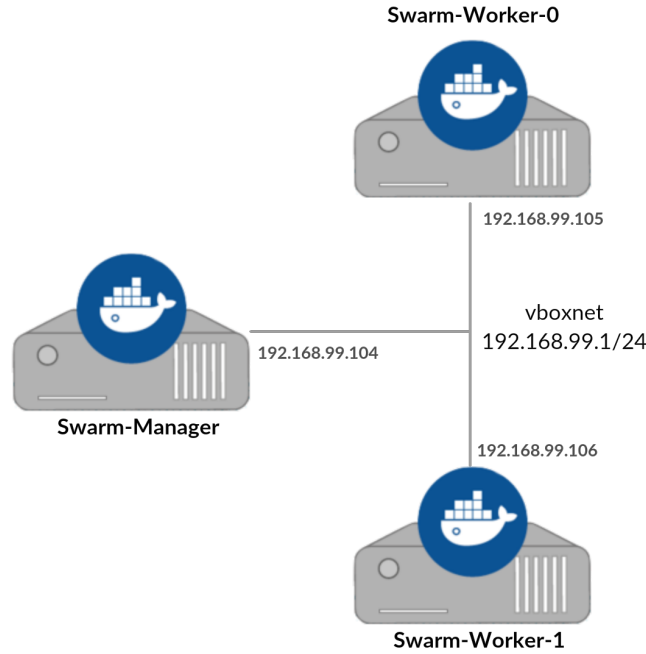 Swarm-Worker-0
192.168.99.105
vboxnet
192.168.99.1/24
192.168.99.104
Swarm-Manager
192.168.99.106
Swarm-Worker-1